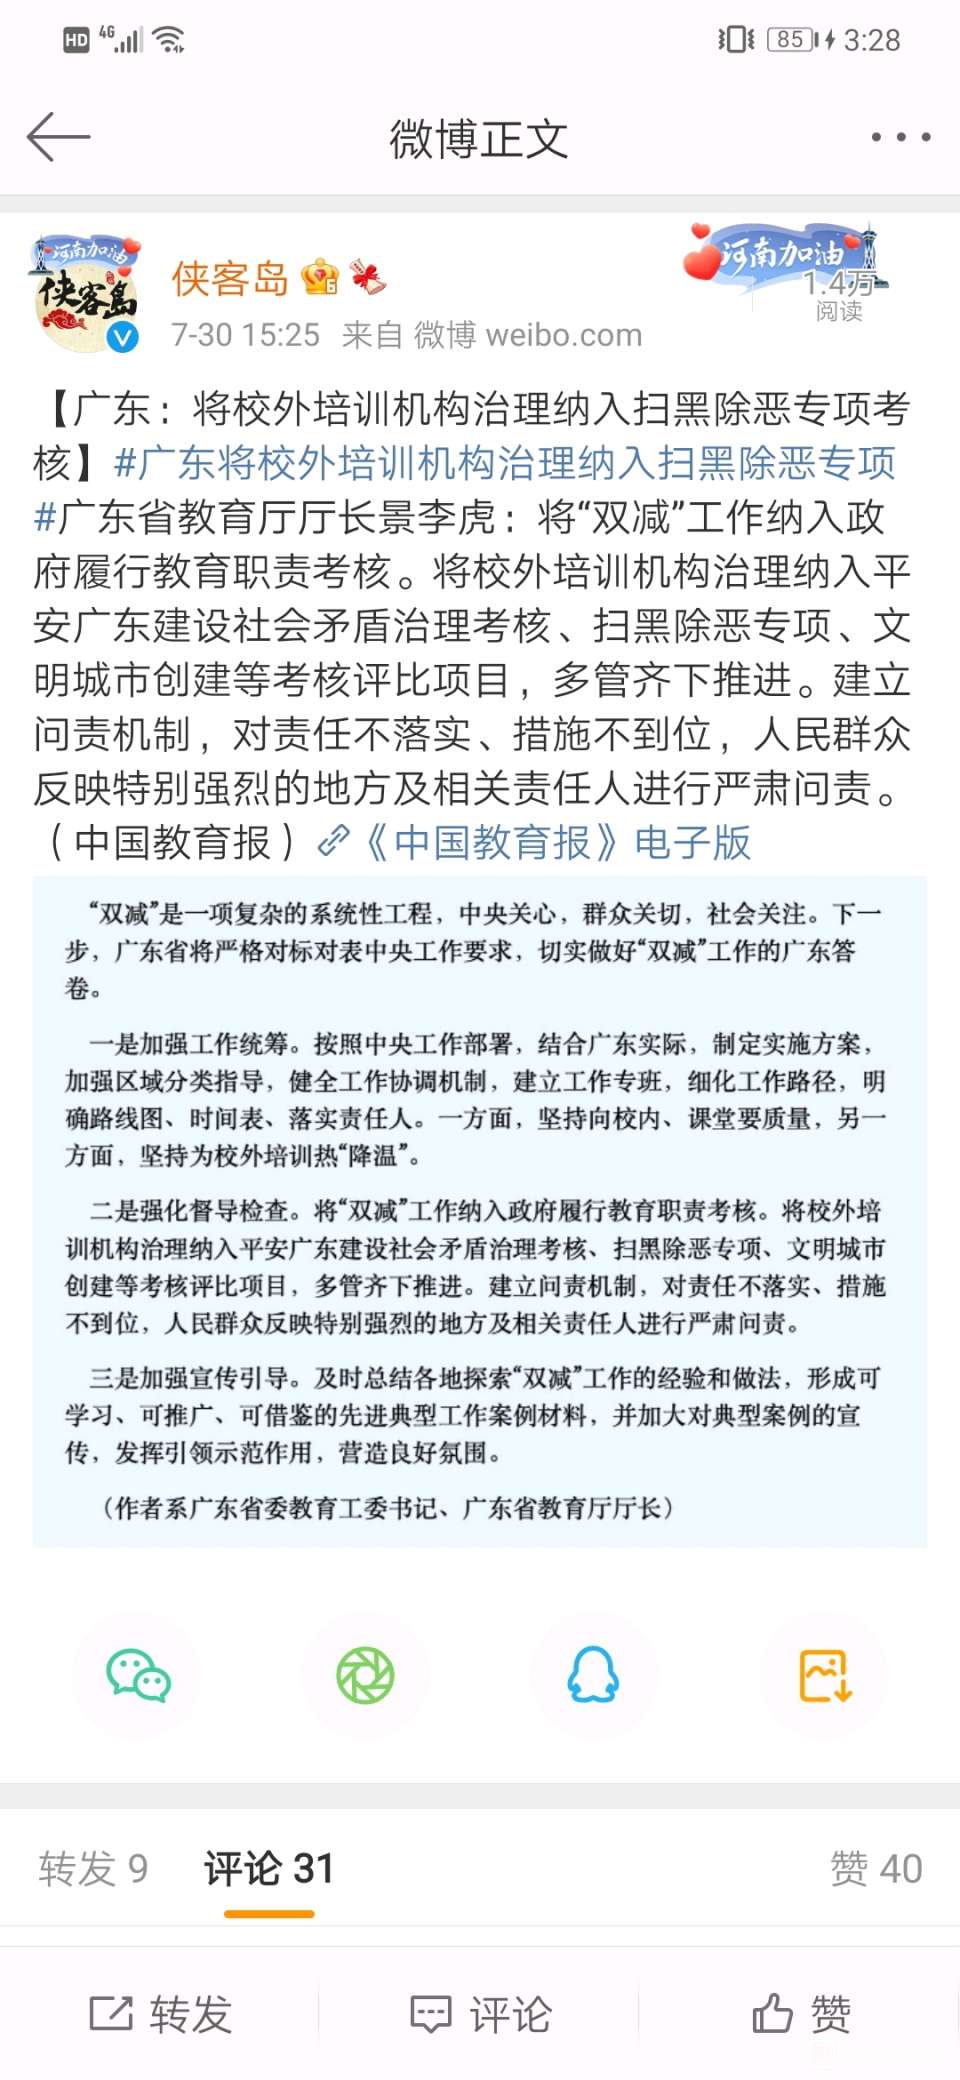 HD 4G 85 3:28
微博正文
河南加油
侠客岛
侠客岛
河南加油
1.4万
阅读
7-30 15:25 来自 微博 weibo.com
【广东：将校外培训机构治理纳入扫黑除恶专项考
核】#广东将校外培训机构治理纳入扫黑除恶专项
#广东省教育厅厅长景李虎：将“双减”工作纳入政
府履行教育职责考核。将校外培训机构治理纳入平
安广东建设社会矛盾治理考核、扫黑除恶专项、文
明城市创建等考核评比项目，多管齐下推进。建立
问责机制，对责任不落实、措施不到位，人民群众
反映特别强烈的地方及相关责任人进行严肃问责。
（中国教育报）《中国教育报》电子版
“双减”是一项复杂的系统性工程，中央关心，群众关切，社会关注。下一
步，广东省将严格对标对表中央工作要求，切实做好“双减”工作的广东答
卷。
一是加强工作统筹。按照中央工作部署，结合广东实际，制定实施方案，
加强区域分类指导，健全工作协调机制，建立工作专班，细化工作路径，明
确路线图、时间表、落实责任人。一方面，坚持向校内、课堂要质量，另一
方面，坚持为校外培训热“降温”。
二是强化督导检查。将“双减”工作纳入政府履行教育职责考核。将校外培
训机构治理纳入平安广东建设社会矛盾治理考核、扫黑除恶专项、文明城市
创建等考核评比项目，多管齐下推进。建立问责机制，对责任不落实、措施
不到位，人民群众反映特别强烈的地方及相关责任人进行严肃问责。
三是加强宣传引导。及时总结各地探索“双减”工作的经验和做法，形成可
学习、可推广、可借鉴的先进典型工作案例材料，并加大对典型案例的宣
传，发挥引领示范作用，营造良好氛围。
（作者系广东省委教育工委书记、广东省教育厅厅长）
转发 9 评论 31 赞 40
转发 评论 赞